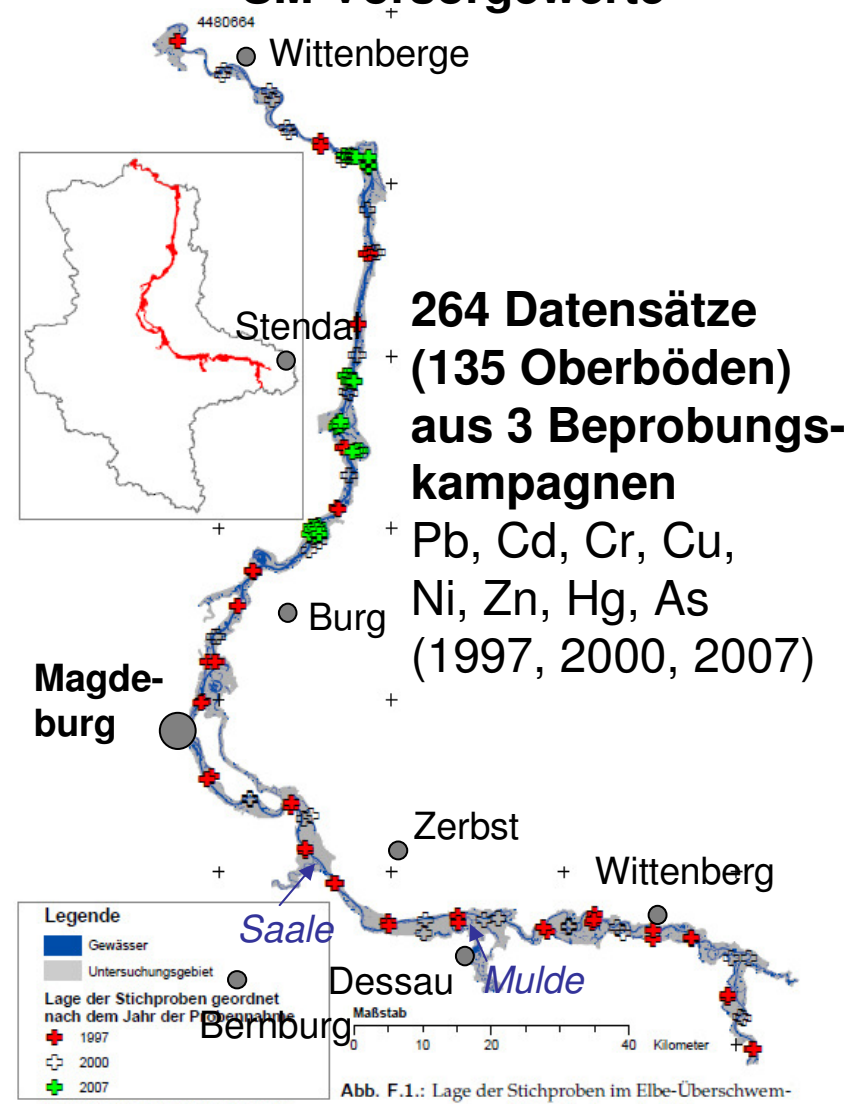 SM-Vorsorgewerte
4480664
Wittenberge
Stendal
264 Datensätze
(135 Oberböden)
aus 3 Beprobungs-
kampagnen
Pb, Cd, Cr, Cu,
Ni, Zn, Hg, As
(1997, 2000, 2007)
Burg
Magde-
burg
Zerbst
Wittenberg
Saale
Dessau
Mulde
Bernburg
Legende
Gewässer
Untersuchungsgebiet
Lage der Stichproben geordnet
nach dem Jahr der Probennahme
1997
2000
2007
Maßstab
0 10 20 40 Kilometer
Abb. F.1.: Lage der Stichproben im Elbe-Überschwem-